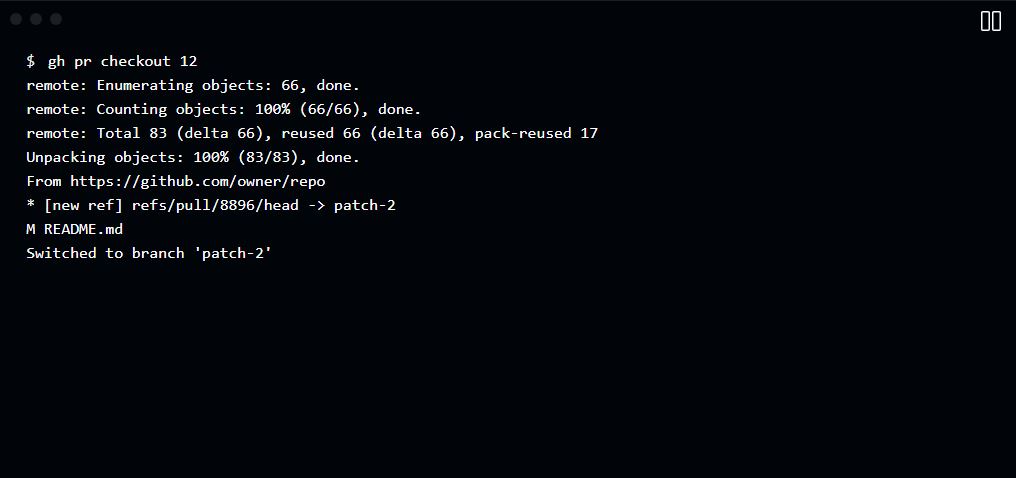 $ gh pr checkout 12
remote: Enumerating objects: 66, done.
remote: Counting objects: 100% (66/66), done.
remote: Total 83 (delta 66), reused 66 (delta 66), pack-reused 17
Unpacking objects: 100% (83/83), done.
From https://github.com/owner/repo
* [new ref] refs/pull/8896/head -> patch-2
M README.md
Switched to branch 'patch-2'